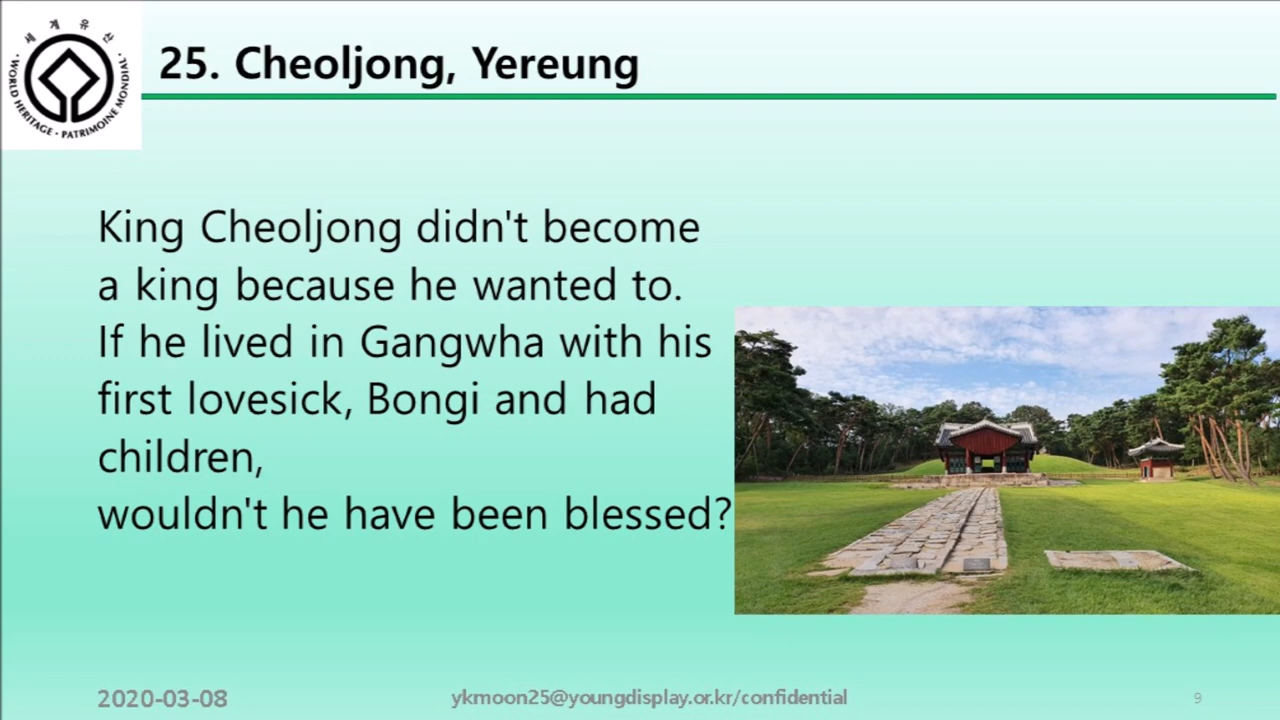 세계유산
WORLD HERITAGE · PATRIMOINE MONDIAL
25. Cheoljong, Yereung
King Cheoljong didn't become
a king because he wanted to.
If he lived in Gangwha with his
first lovesick, Bongi and had
children,
wouldn't he have been blessed?
2020-03-08
ykmoon25@youngdisplay.or.kr/confidential
9